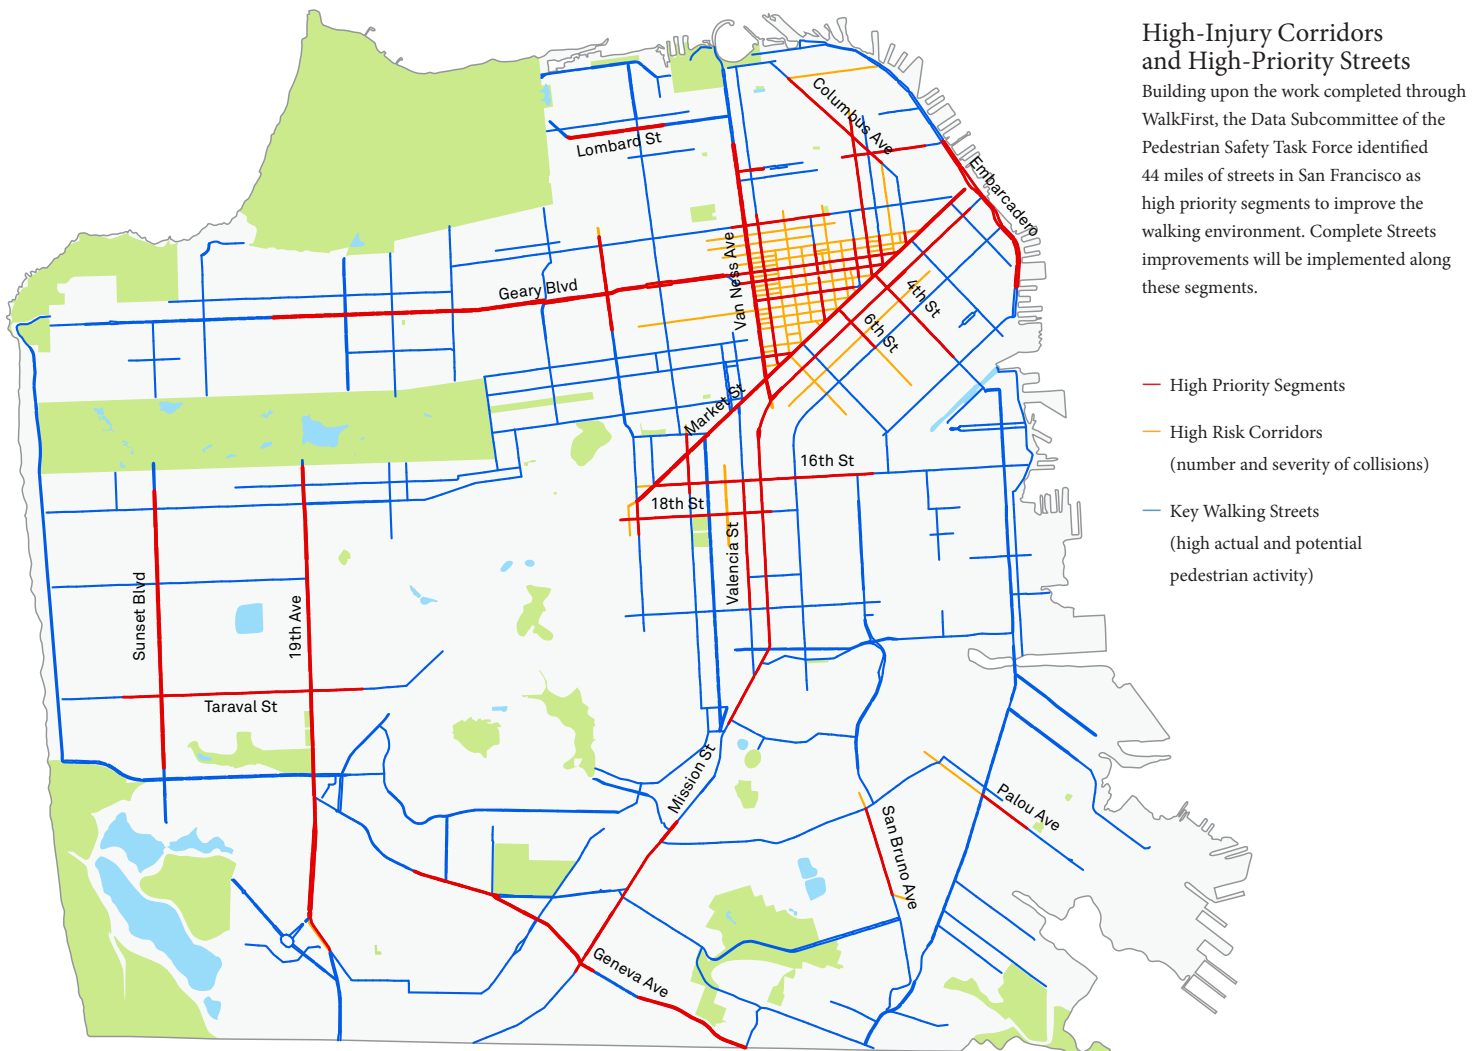 High-Injury Corridors
and High-Priority Streets
Building upon the work completed through
WalkFirst, the Data Subcommittee of the
Pedestrian Safety Task Force identified
44 miles of streets in San Francisco as
high priority segments to improve the
walking environment. Complete Streets
improvements will be implemented along
these segments.
High Priority Segments
High Risk Corridors
(number and severity of collisions)
Key Walking Streets
(high actual and potential
pedestrian activity)
Columbus Ave
Lombard St
Embarcadero
Van Ness Ave
Geary Blvd
4th St
6th St
Market St
16th St
18th St
Valencia St
Sunset Blvd
19th Ave
Taraval St
Mission St
Palou Ave
San Bruno Ave
Geneva Ave